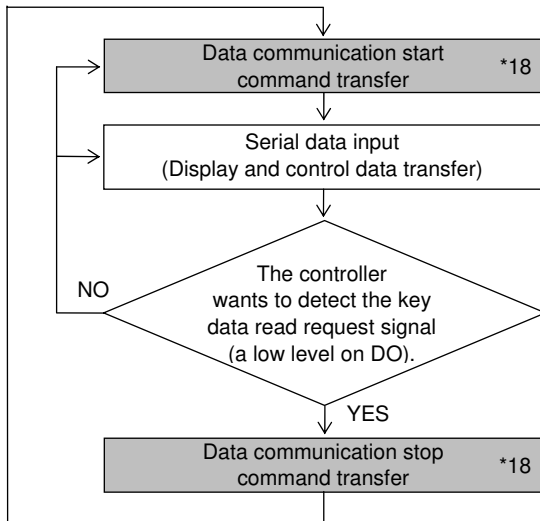 Data communication start
command transfer
*18
Serial data input
(Display and control data transfer)
The controller
wants to detect the key
data read request signal
(a low level on DO).
NO
YES
Data communication stop
command transfer
*18